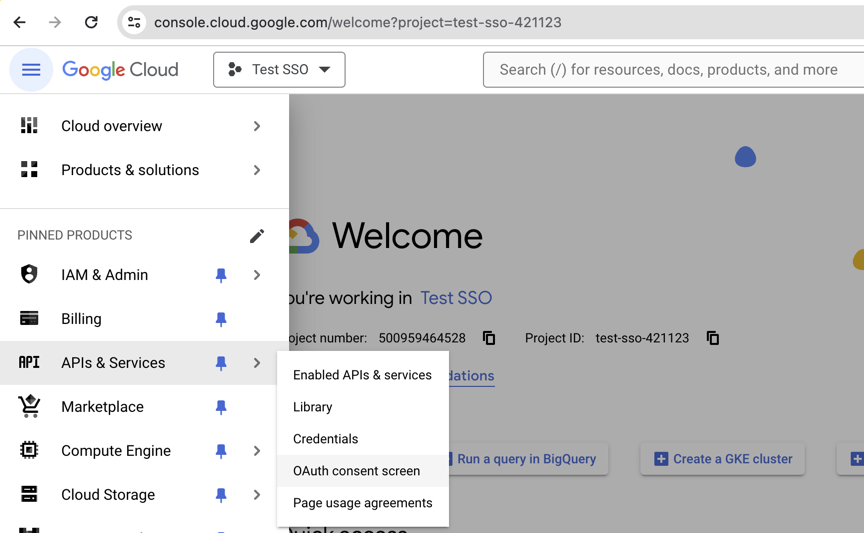 console.cloud.google.com/welcome?project=test-sso-421123
Google Cloud
Test SSO
Search (/) for resources, docs, products, and more
Cloud overview
Products & solutions
PINNED PRODUCTS
IAM & Admin
Billing
API APIs & Services
Marketplace
Compute Engine
Cloud Storage
Enabled APIs & services
Library
Credentials
OAuth consent screen
Page usage agreements
Welcome
ou're working in Test SSO
oject number: 500959464528 Project ID: test-sso-421123
dations
Run a query in BigQuery
Create a GKE cluster